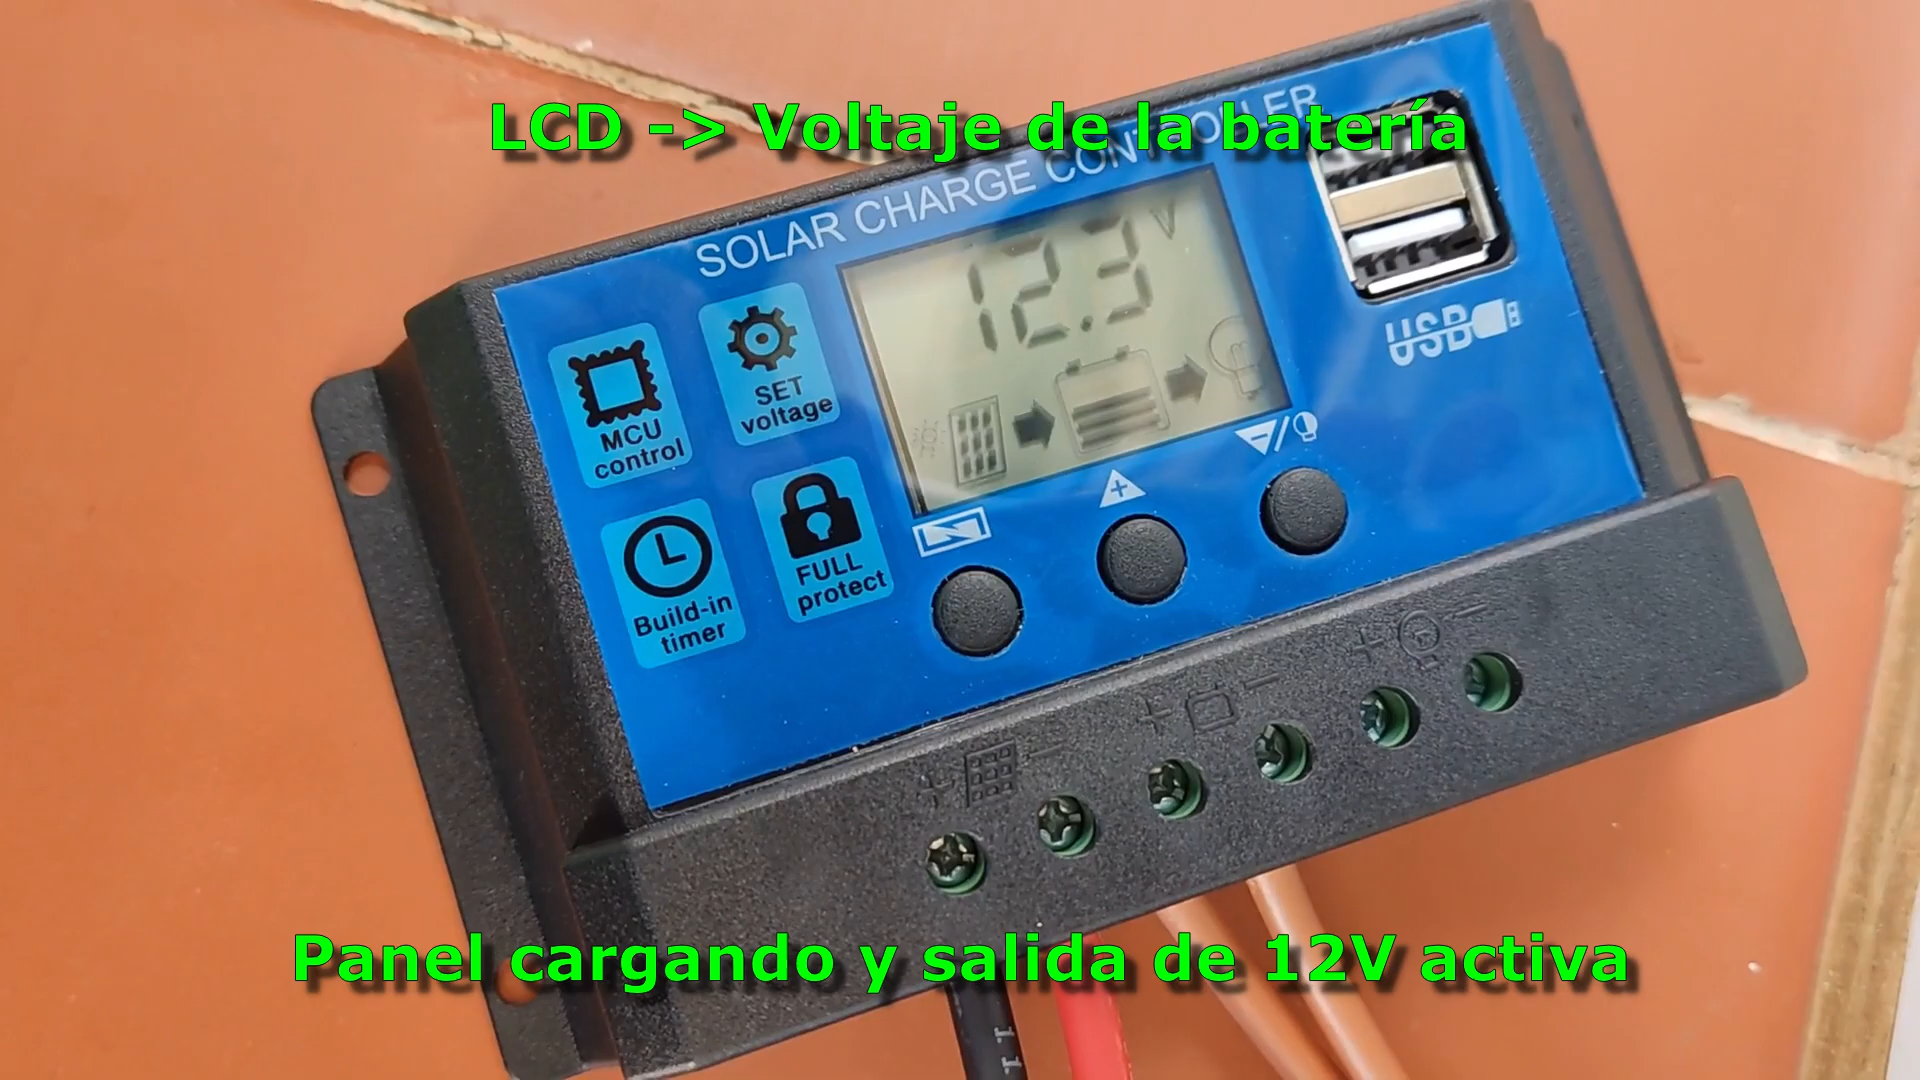 LCD -> Voltaje de la batería
SOLAR CHARGE CONTROLLER
12.3 V
MCU
control
SET
voltage
USB
Build-in
timer
FULL
protect
+ -
+ -
+ -
Panel cargando y salida de 12V activa